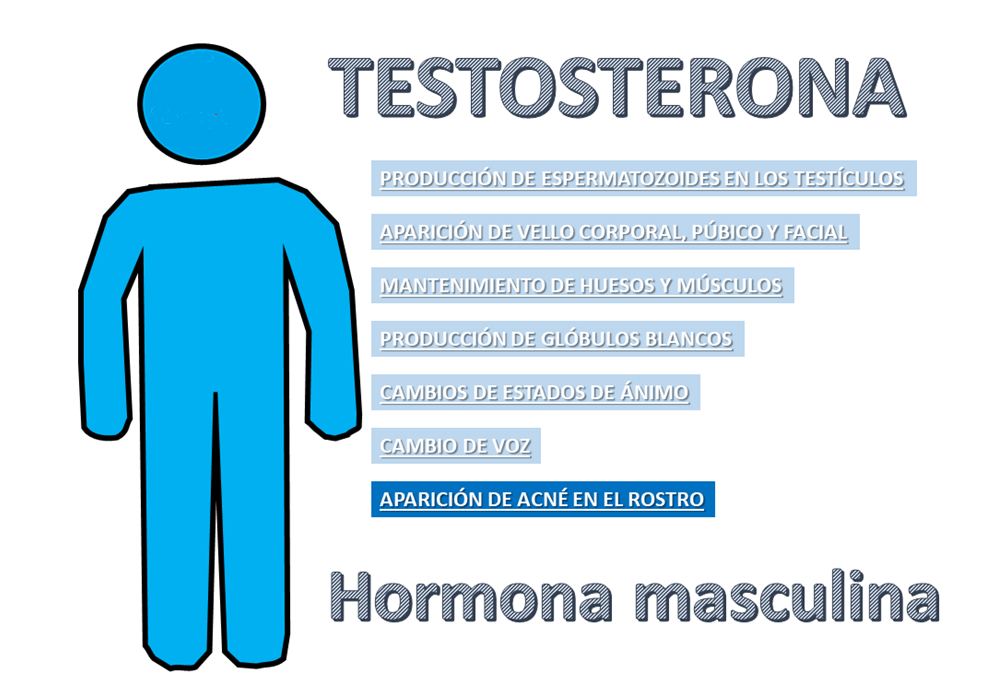 TESTOSTERONA
PRODUCCIÓN DE ESPERMATOZOIDES EN LOS TESTÍCULOS
APARICIÓN DE VELLO CORPORAL, PÚBICO Y FACIAL
MANTENIMIENTO DE HUESOS Y MÚSCULOS
PRODUCCIÓN DE GLÓBULOS BLANCOS
CAMBIOS DE ESTADOS DE ÁNIMO
CAMBIO DE VOZ
APARICIÓN DE ACNÉ EN EL ROSTRO
Hormona masculina